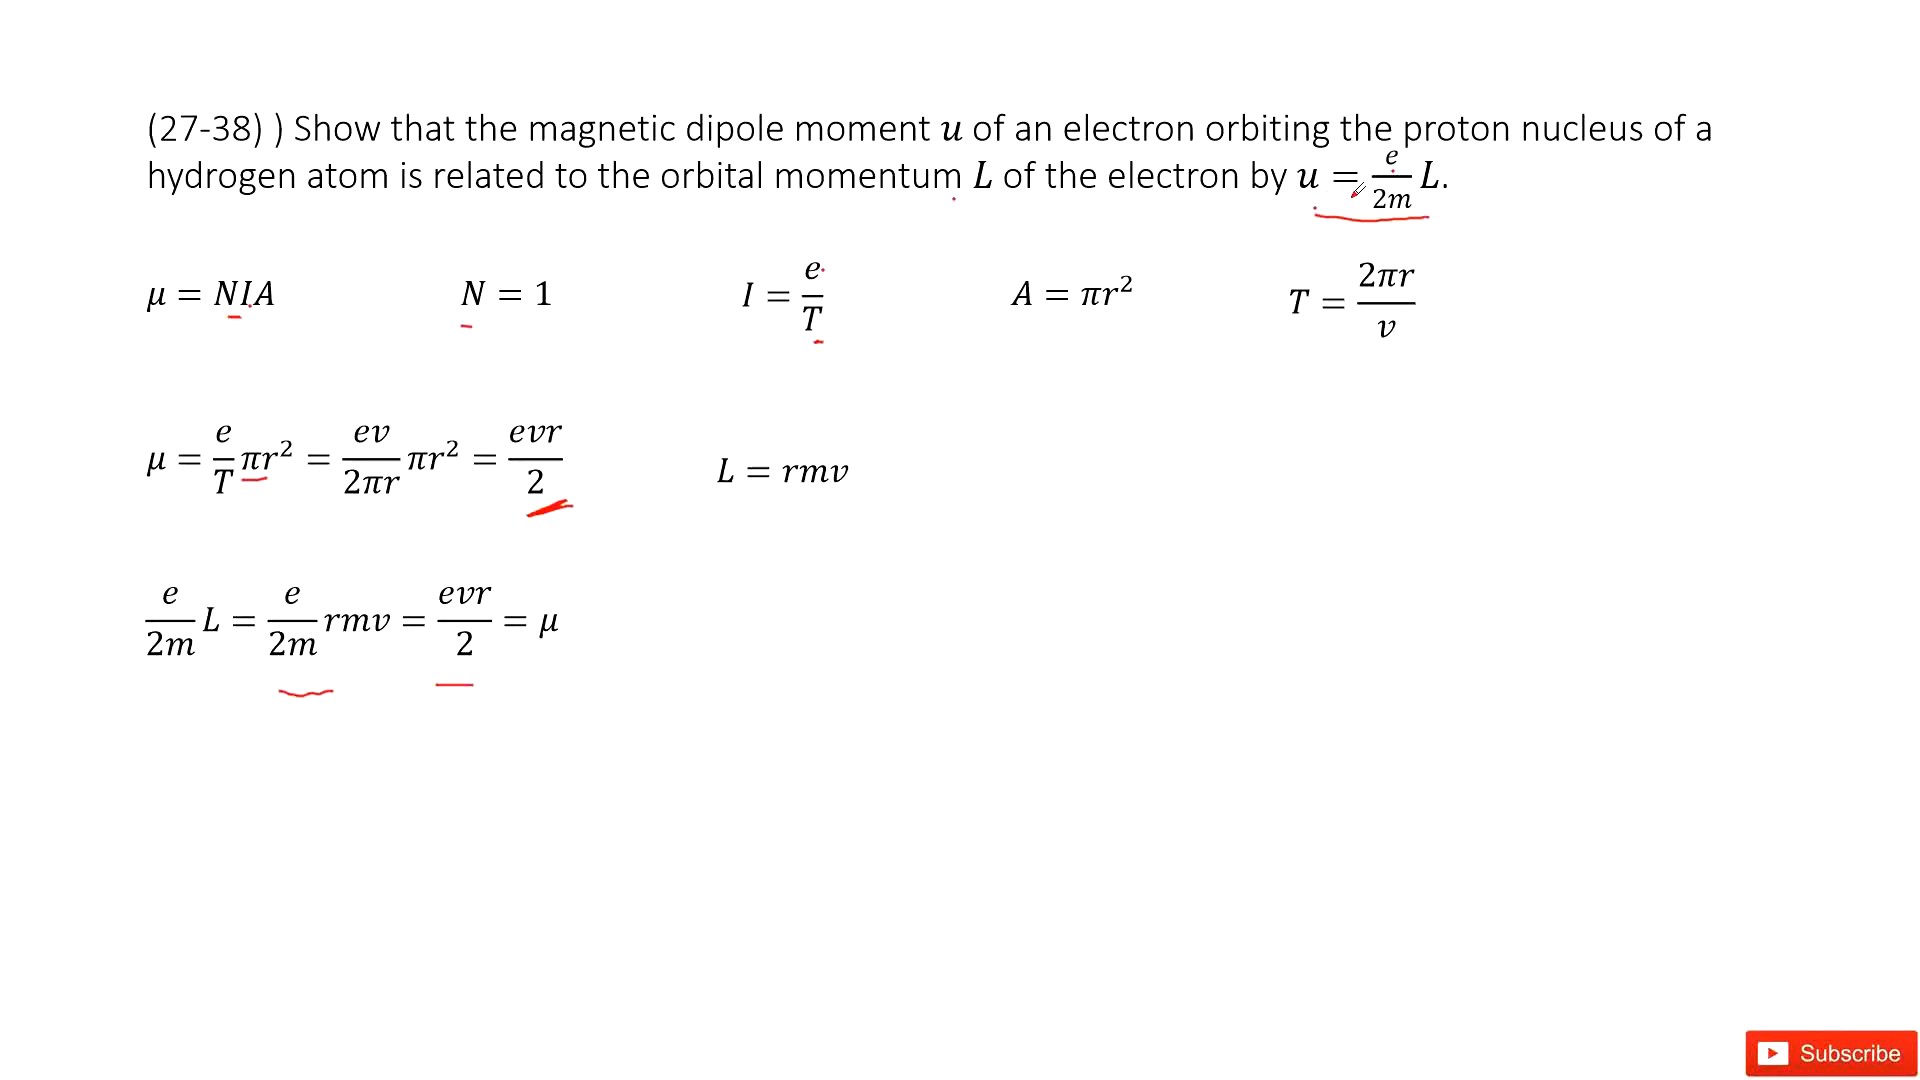 (27-38) ) Show that the magnetic dipole moment 𝑢 of an electron orbiting the proton nucleus of a
hydrogen atom is related to the orbital momentum 𝐿 of the electron by 𝑢 = e/2m 𝐿.
μ = NIA N = 1 I = e/T A = πr² T = 2πr/v
μ = e/T πr² = ev/2πr πr² = evr/2 L = rmv
e/2m L = e/2m rmv = evr/2 = μ
Subscribe